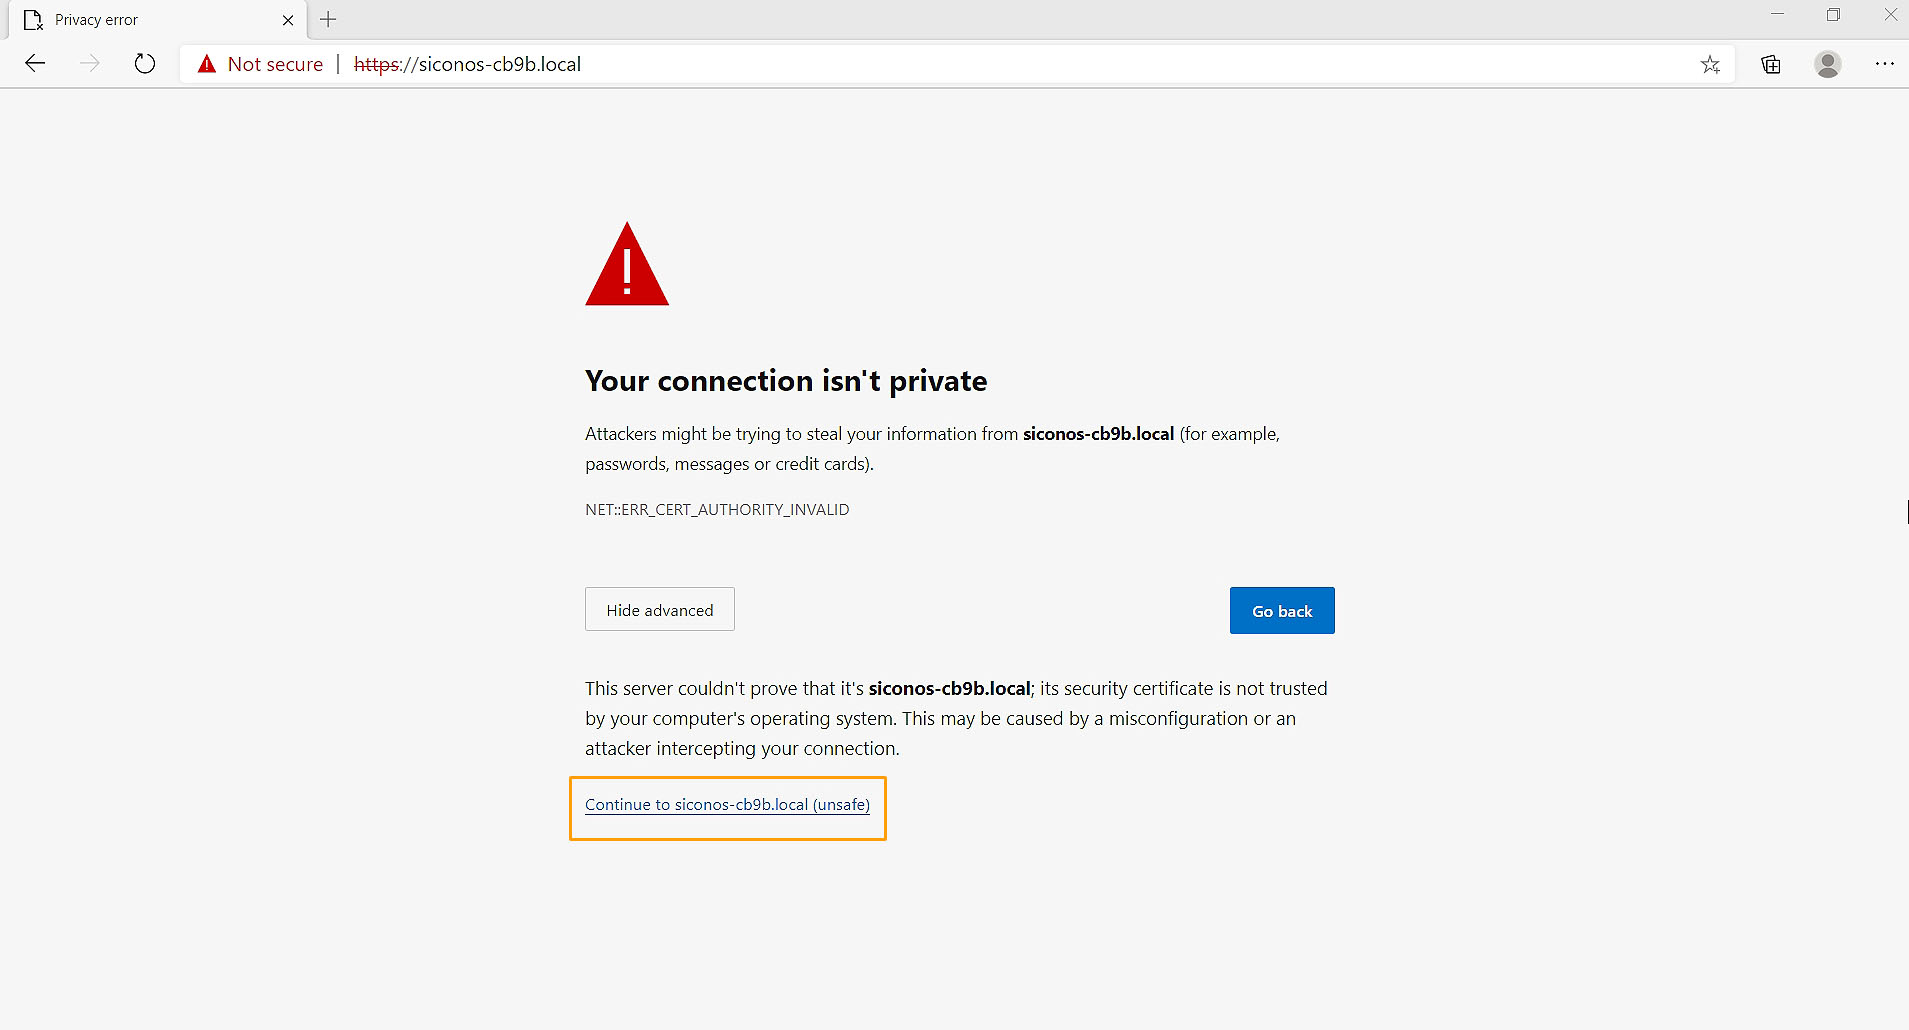 Privacy error
Not secure | https://siconos-cb9b.local
Your connection isn't private
Attackers might be trying to steal your information from siconos-cb9b.local (for example,
passwords, messages or credit cards).
NET::ERR_CERT_AUTHORITY_INVALID
Hide advanced
Go back
This server couldn't prove that it's siconos-cb9b.local; its security certificate is not trusted
by your computer's operating system. This may be caused by a misconfiguration or an
attacker intercepting your connection.
Continue to siconos-cb9b.local (unsafe)